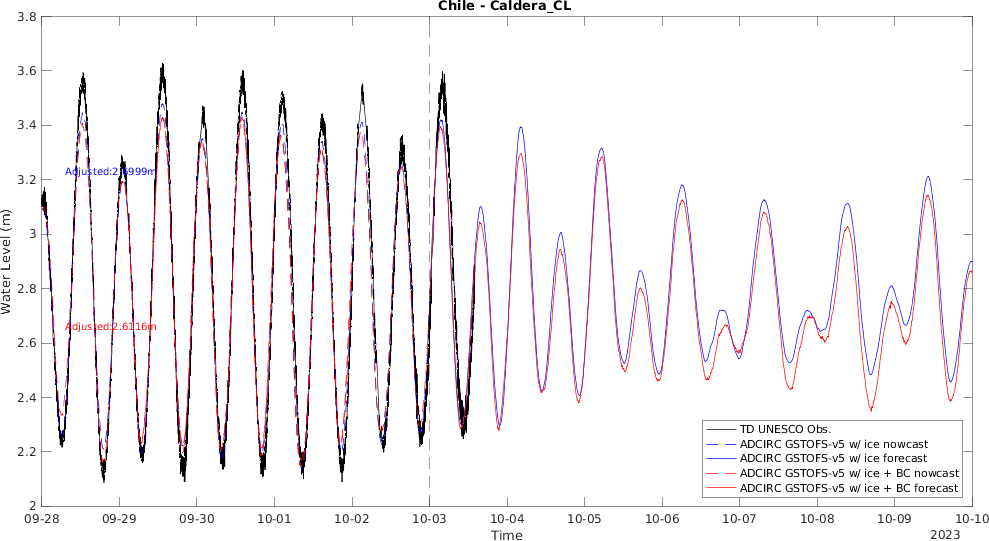 Chile - Caldera_CL
3.8
3.6
3.4
3.2
3
2.8
2.6
2.4
2.2
2
Water Level (m)
Adjusted:2.6116m
TD UNESCO Obs.
ADCIRC GSTOFS-v5 w/ ice nowcast
ADCIRC GSTOFS-v5 w/ ice forecast
ADCIRC GSTOFS-v5 w/ ice + BC nowcast
ADCIRC GSTOFS-v5 w/ ice + BC forecast
09-28
09-29
09-30
10-01
10-02
10-03
10-04
10-05
10-06
10-07
10-08
10-09
10-10
Time
2023